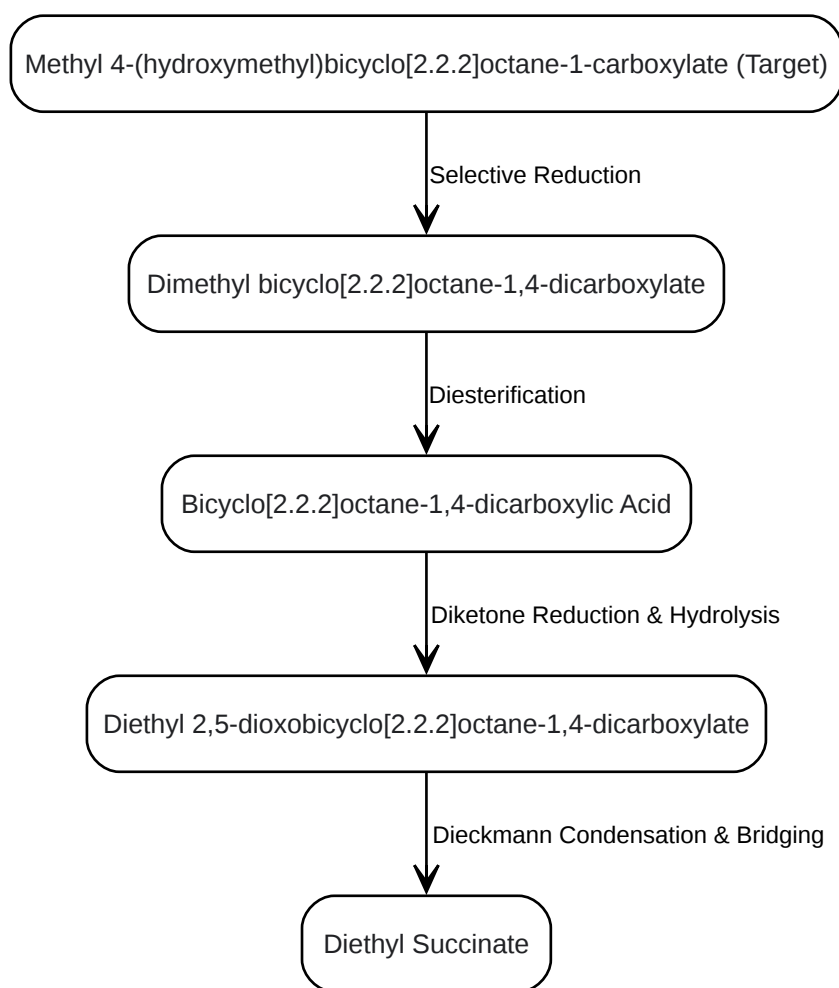 Methyl 4-(hydroxymethyl)bicyclo[2.2.2]octane-1-carboxylate (Target)
Selective Reduction
Dimethyl bicyclo[2.2.2]octane-1,4-dicarboxylate
Diesterification
Bicyclo[2.2.2]octane-1,4-dicarboxylic Acid
Diketone Reduction & Hydrolysis
Diethyl 2,5-dioxobicyclo[2.2.2]octane-1,4-dicarboxylate
Dieckmann Condensation & Bridging
Diethyl Succinate